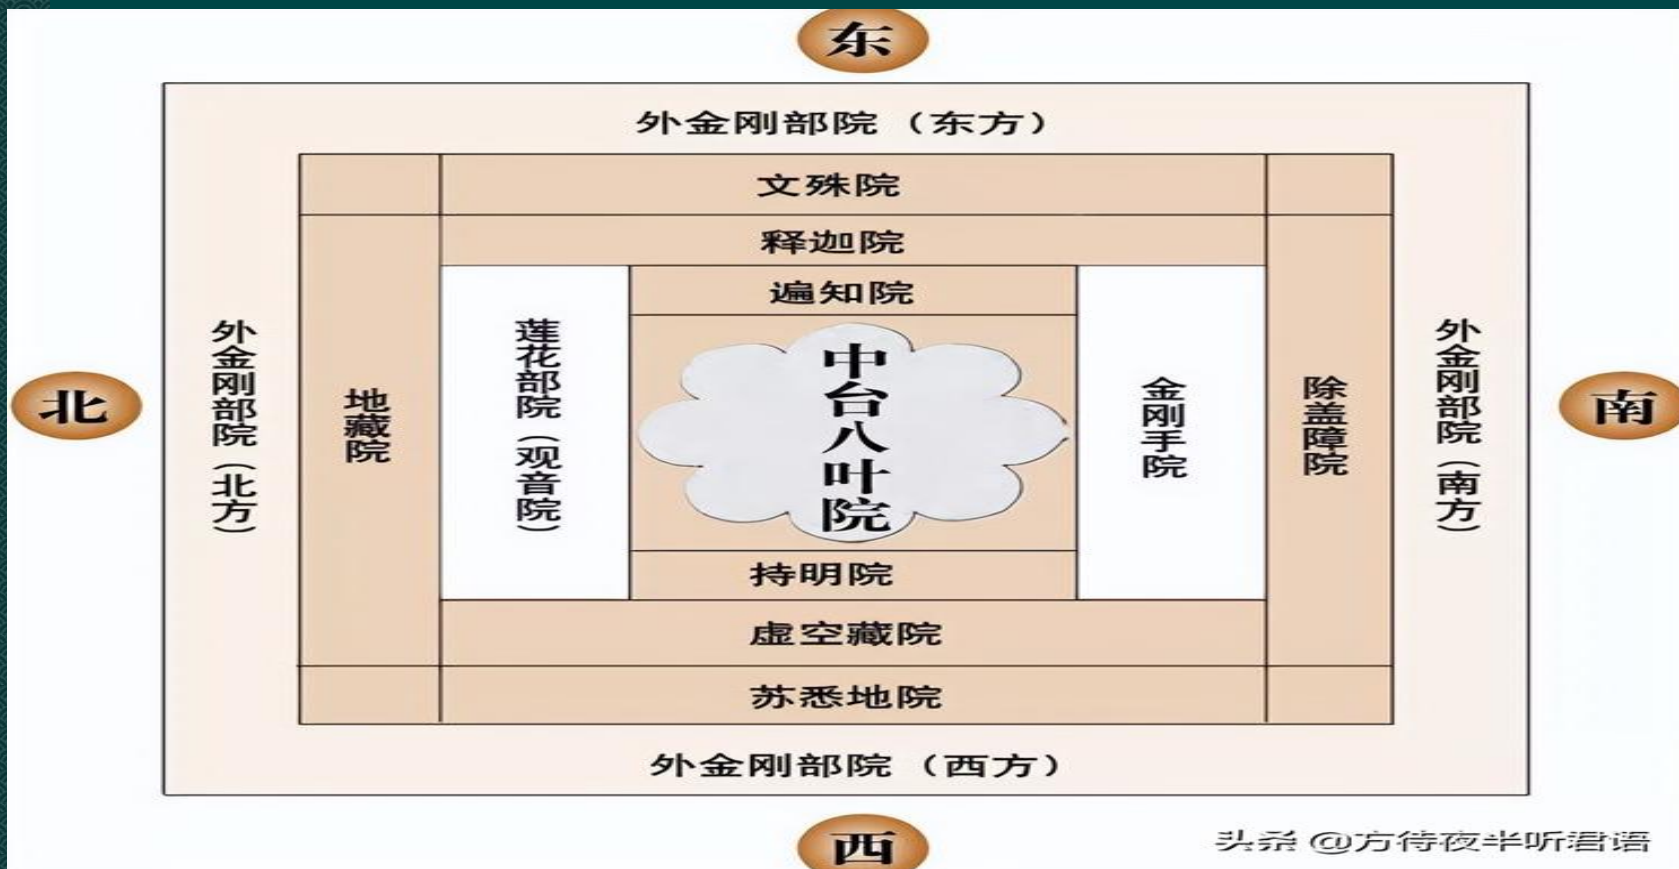 东
外金刚部院（东方）
文殊院
释迦院
遍知院
北
外金刚部院（北方）
地藏院
莲花部院（观音院）
中台八叶院
金刚手院
除盖障院
外金刚部院（南方）
南
持明院
虚空藏院
苏悉地院
外金刚部院（西方）
西
头条 @方待夜半听君语